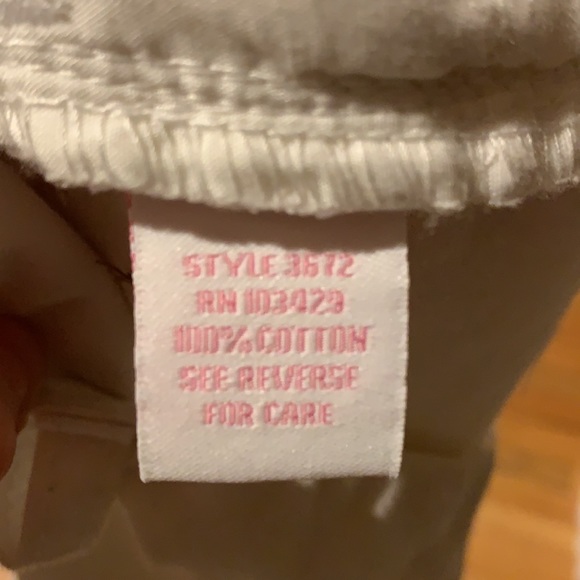 STYLE 3672
RN 103429
100% COTTON
SEE REVERSE
FOR CARE